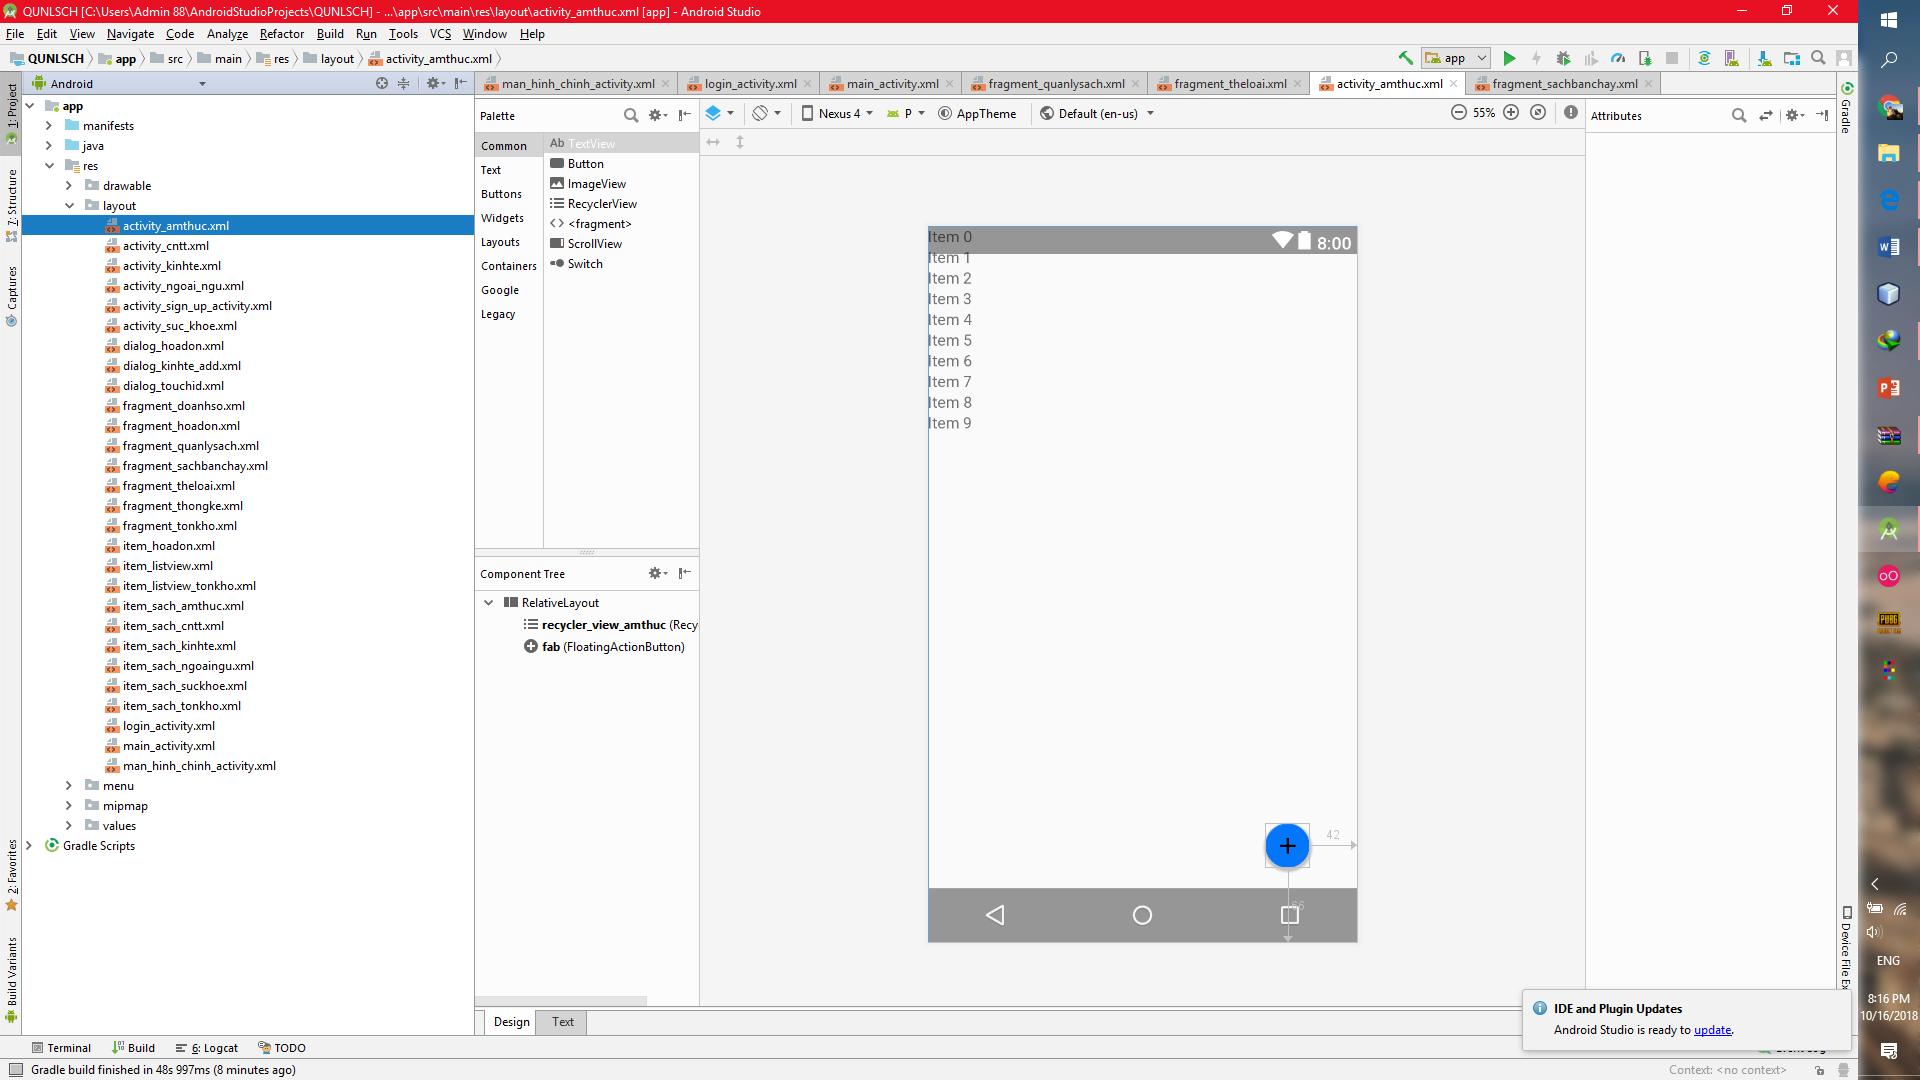 QUNLSCH [C:\Users\Admin 88\AndroidStudioProjects\QUNLSCH] - ...\app\src\main\res\layout\activity_amthuc.xml [app] - Android Studio
File Edit View Navigate Code Analyze Refactor Build Run Tools VCS Window Help
QUNLSCH app src main res layout activity_amthuc.xml
app
1: Project
7: Structure
Captures
2: Favorites
Build Variants
Android
app
manifests
java
res
drawable
layout
activity_amthuc.xml
activity_cntt.xml
activity_kinhte.xml
activity_ngoai_ngu.xml
activity_sign_up_activity.xml
activity_suc_khoe.xml
dialog_hoadon.xml
dialog_kinhte_add.xml
dialog_touchid.xml
fragment_doanhso.xml
fragment_hoadon.xml
fragment_quanlysach.xml
fragment_sachbanchay.xml
fragment_theloai.xml
fragment_thongke.xml
fragment_tonkho.xml
item_hoadon.xml
item_listview.xml
item_listview_tonkho.xml
item_sach_amthuc.xml
item_sach_cntt.xml
item_sach_kinhte.xml
item_sach_ngoaingu.xml
item_sach_suckhoe.xml
item_sach_tonkho.xml
login_activity.xml
main_activity.xml
man_hinh_chinh_activity.xml
menu
mipmap
values
Gradle Scripts
man_hinh_chinh_activity.xml login_activity.xml main_activity.xml fragment_quanlysach.xml fragment_theloai.xml activity_amthuc.xml fragment_sachbanchay.xml
Palette
Common
Text
Buttons
Widgets
Layouts
Containers
Google
Legacy
Ab TextView
Button
ImageView
RecyclerView
<fragment>
ScrollView
Switch
Component Tree
RelativeLayout
recycler_view_amthuc (Recy
fab (FloatingActionButton)
Nexus 4 P AppTheme Default (en-us) 55%
Item 0
8:00
Item 1
Item 2
Item 3
Item 4
Item 5
Item 6
Item 7
Item 8
Item 9
42
66
Attributes
Gradle
Device File Ex
Design Text
IDE and Plugin Updates
Android Studio is ready to update.
Terminal Build 6: Logcat TODO
Gradle build finished in 48s 997ms (8 minutes ago)
Context: <no context>
PUBG
ENG
8:16 PM
10/16/2018